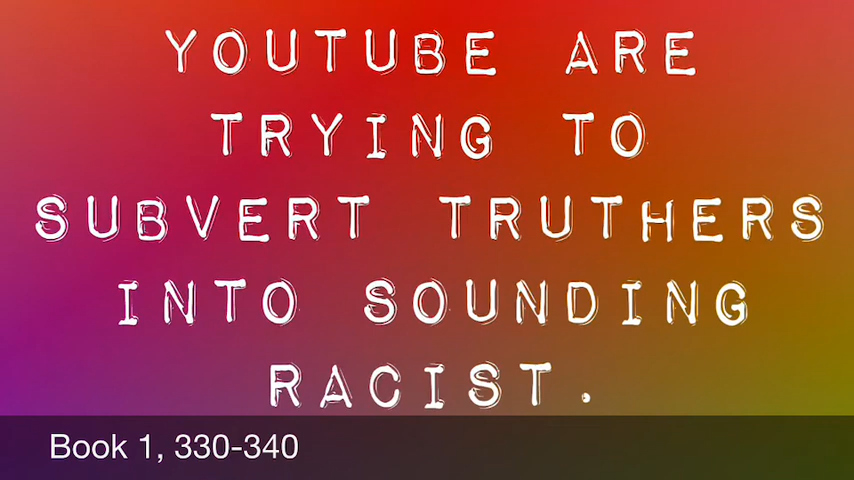 YOUTUBE ARE
TRYING TO
SUBVERT TRUTHERS
INTO SOUNDING
RACIST.
Book 1, 330-340